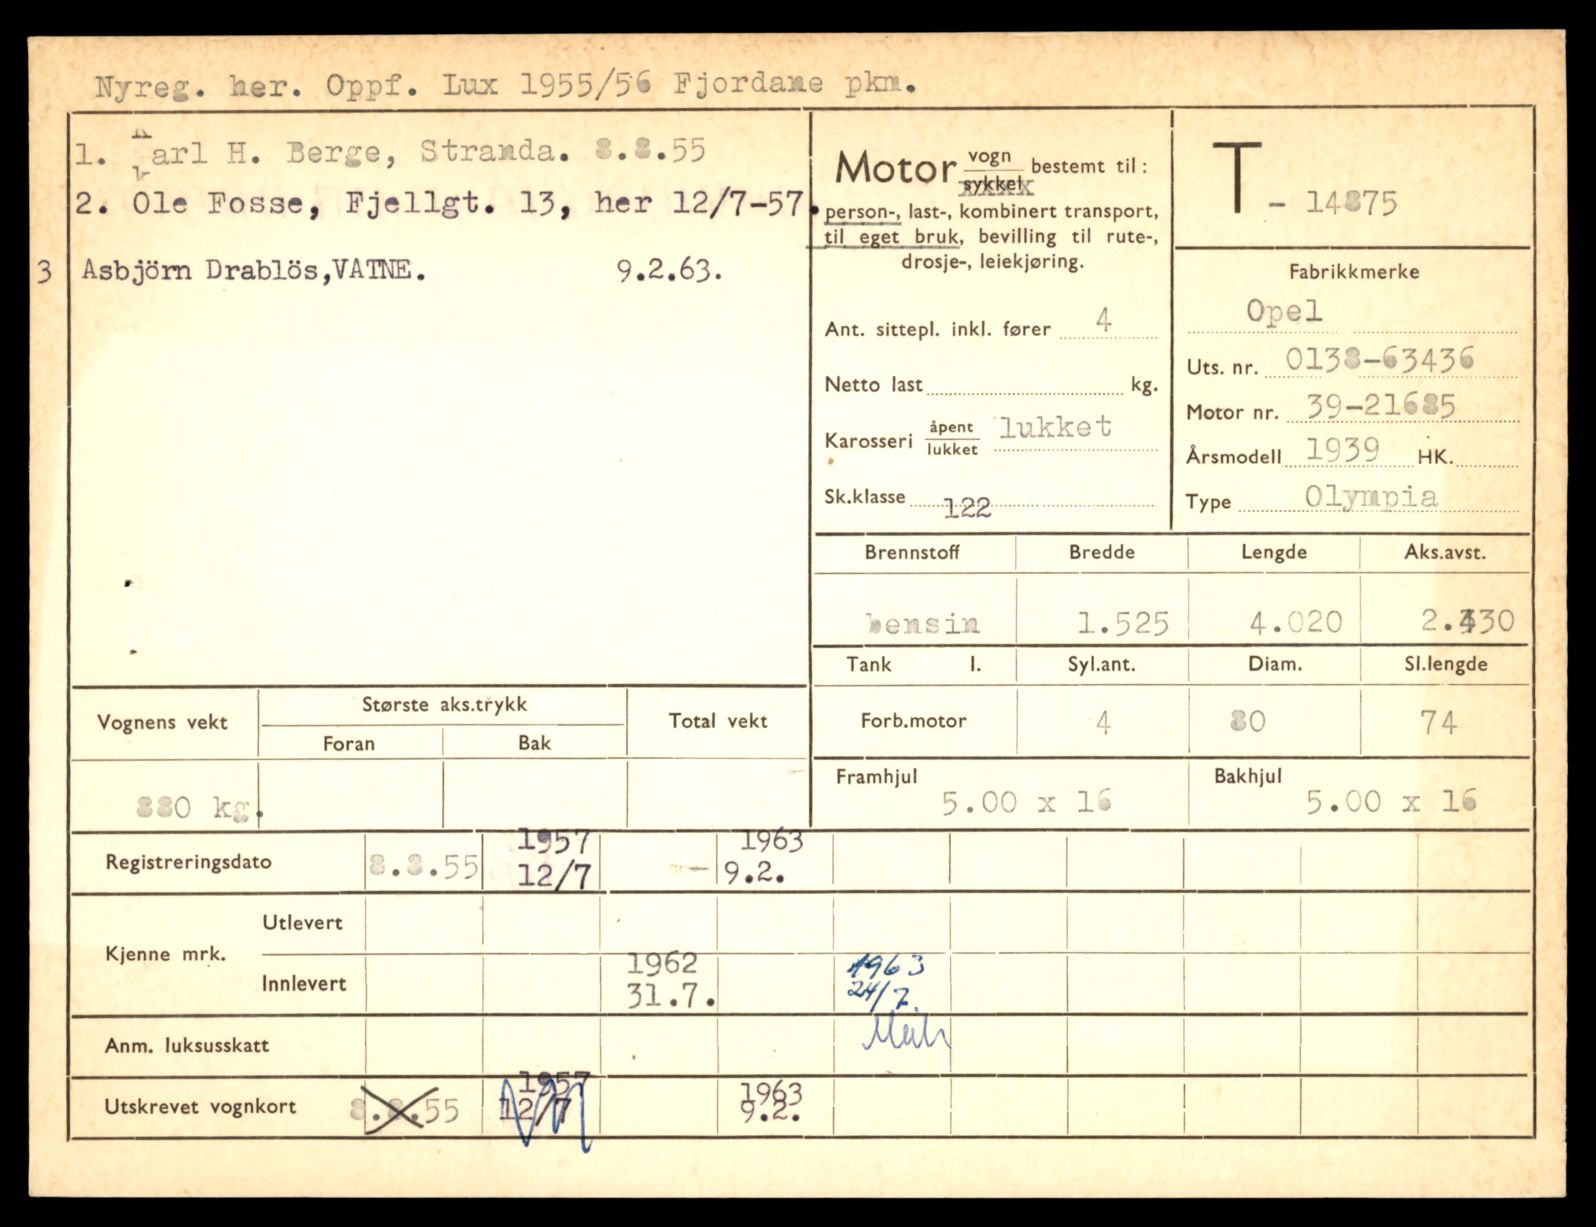 Nyreg. her. Oppf. Lux 1955/56 Fjordane pkm.
1. Karl H. Berge, Stranda. 8.8.55
2. Ole Fosse, Fjellgt. 13, her 12/7-57.
3 Asbjörn Drablös,VATNE. 9.2.63.
Motor vogn sykkel bestemt til:
person-, last-, kombinert transport,
til eget bruk, bevilling til rute-,
drosje-, leiekjøring.
Ant. sittepl. inkl. fører 4
Netto last kg.
Karosseri åpent lukket lukket
Sk.klasse 122
T - 14875
Fabrikkmerke
Opel
Uts. nr. 0138-63436
Motor nr. 39-21685
Årsmodell 1939 HK.
Type Olympia
Brennstoff Bredde Lengde Aks.avst.
bensin 1.525 4.020 2.430
Tank l. Syl.ant. Diam. Sl.lengde
Forb.motor 4 80 74
Framhjul Bakhjul
5.00 x 16 5.00 x 16
Vognens vekt Største aks.trykk Total vekt
Foran Bak
880 kg.
1957 1963
Registreringsdato 8.8.55 12/7 9.2.
Kjenne mrk. Utlevert
1962 1963
Innlevert 31.7. 24/7.
Anm. luksusskatt
1957 1963
Utskrevet vognkort 8.8.55 12/7 9.2.